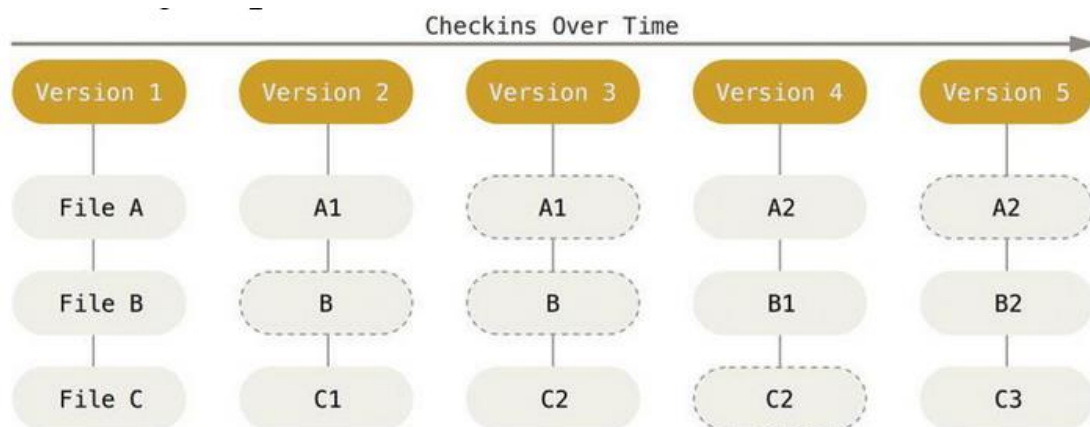 Checkins Over Time
Version 1 Version 2 Version 3 Version 4 Version 5
File A A1 A1 A2 A2
File B B B B1 B2
File C C1 C2 C2 C3